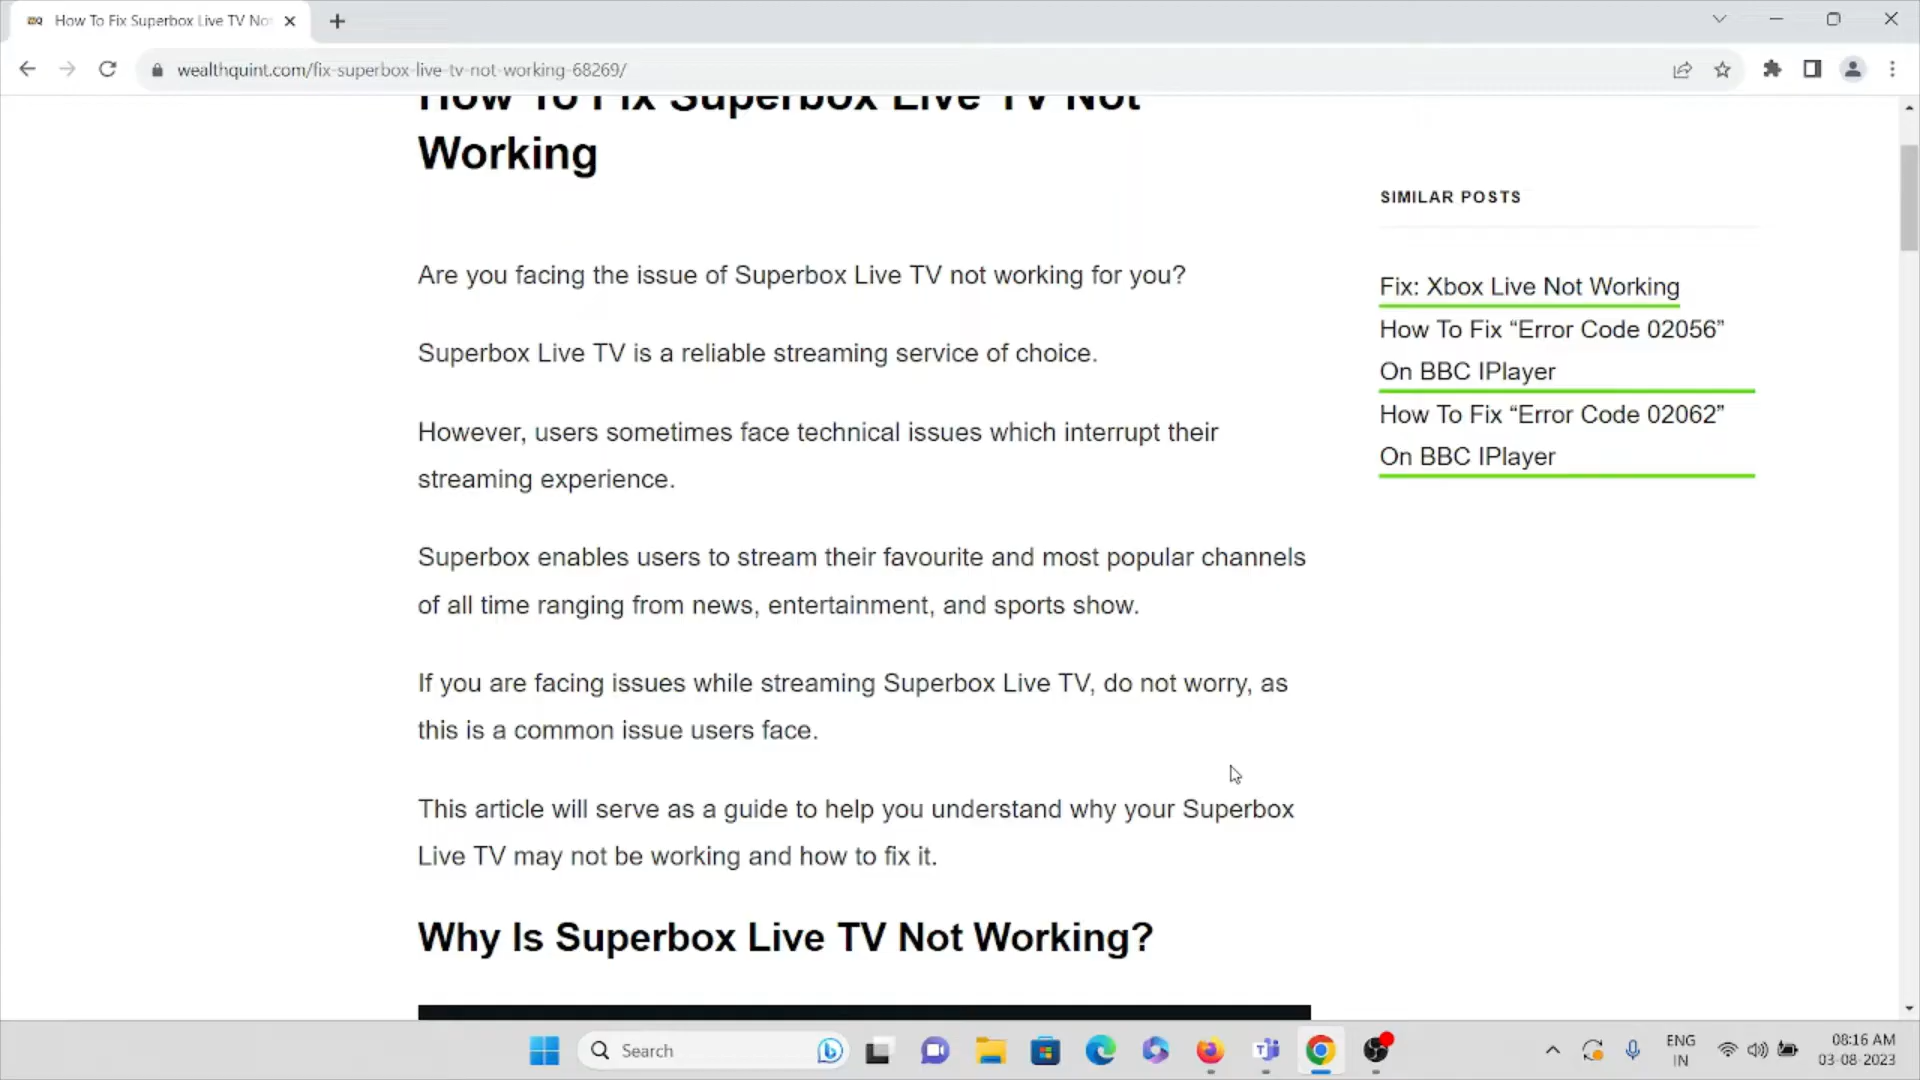 How To Fix Superbox Live TV No
wealthquint.com/fix-superbox-live-tv-not-working-68269/
How To Fix Superbox Live TV Not
Working
Are you facing the issue of Superbox Live TV not working for you?
Superbox Live TV is a reliable streaming service of choice.
However, users sometimes face technical issues which interrupt their
streaming experience.
Superbox enables users to stream their favourite and most popular channels
of all time ranging from news, entertainment, and sports show.
If you are facing issues while streaming Superbox Live TV, do not worry, as
this is a common issue users face.
This article will serve as a guide to help you understand why your Superbox
Live TV may not be working and how to fix it.
Why Is Superbox Live TV Not Working?
SIMILAR POSTS
Fix: Xbox Live Not Working
How To Fix “Error Code 02056”
On BBC IPlayer
How To Fix “Error Code 02062”
On BBC IPlayer
Search
ENG
IN
08:16 AM
03-08-2023